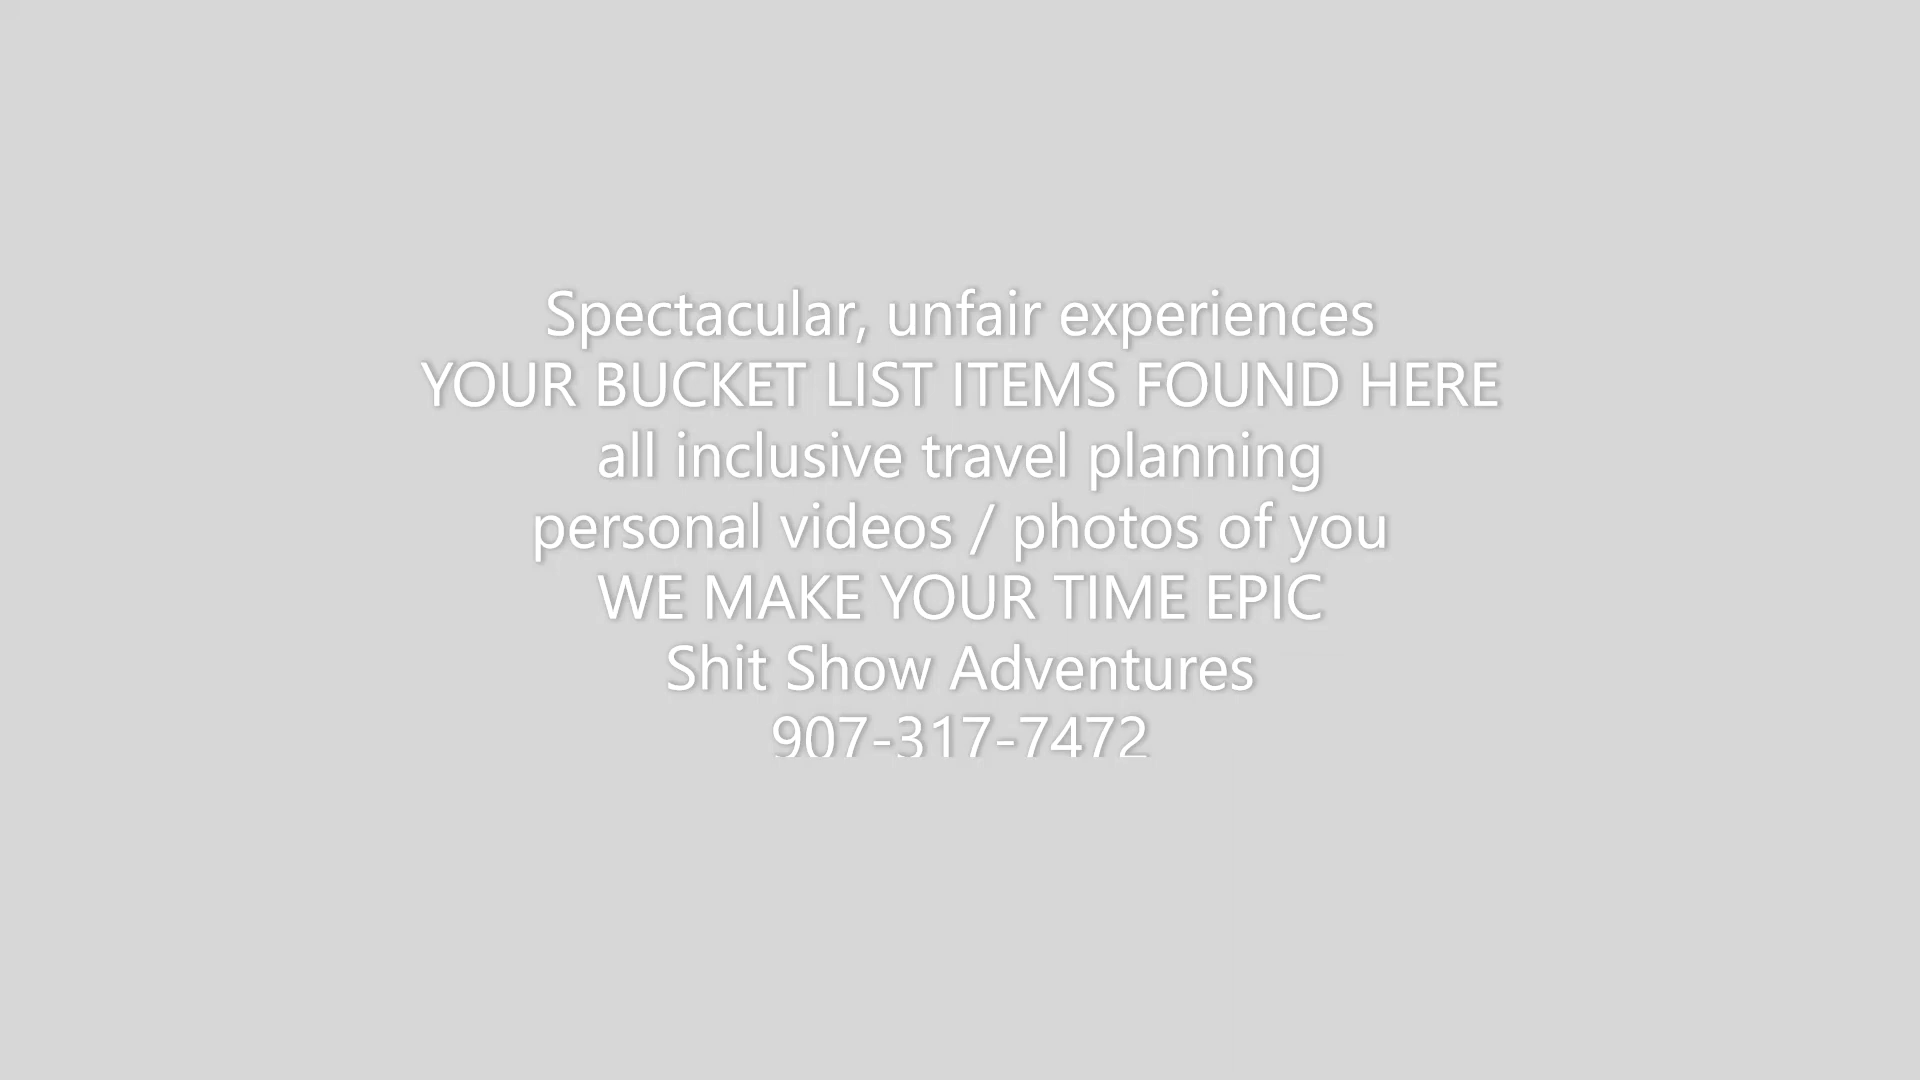 Spectacular, unfair experiences
YOUR BUCKET LIST ITEMS FOUND HERE
all inclusive travel planning
personal videos / photos of you
WE MAKE YOUR TIME EPIC
Shit Show Adventures
907-317-7472